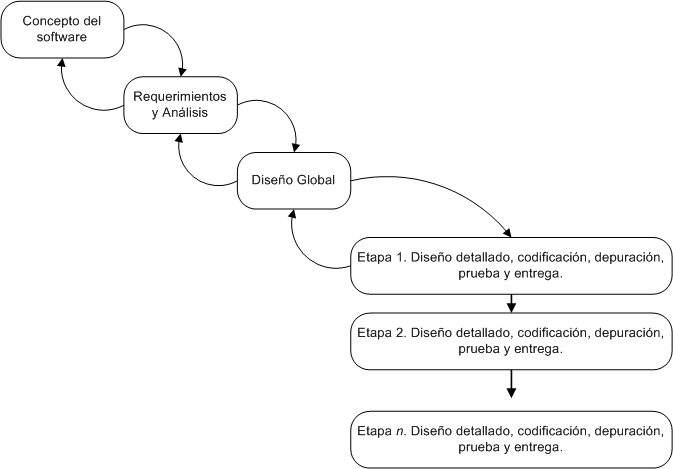 Concepto del
software
Requerimientos
y Análisis
Diseño Global
Etapa 1. Diseño detallado, codificación, depuración,
prueba y entrega.
Etapa 2. Diseño detallado, codificación, depuración,
prueba y entrega.
Etapa n. Diseño detallado, codificación, depuración,
prueba y entrega.